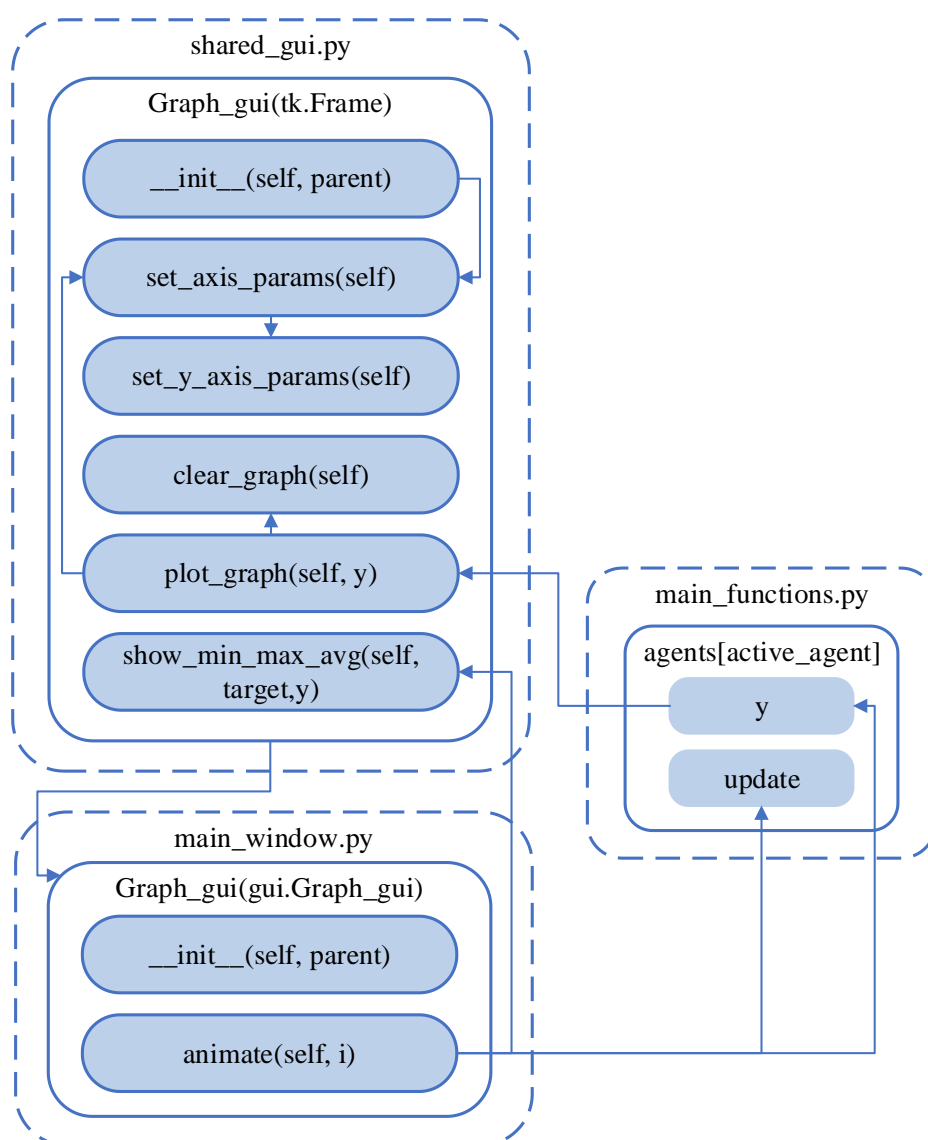 shared_gui.py
Graph_gui(tk.Frame)
__init__(self, parent)
set_axis_params(self)
set_y_axis_params(self)
clear_graph(self)
plot_graph(self, y)
show_min_max_avg(self,
target,y)
main_functions.py
agents[active_agent]
y
update
main_window.py
Graph_gui(gui.Graph_gui)
__init__(self, parent)
animate(self, i)